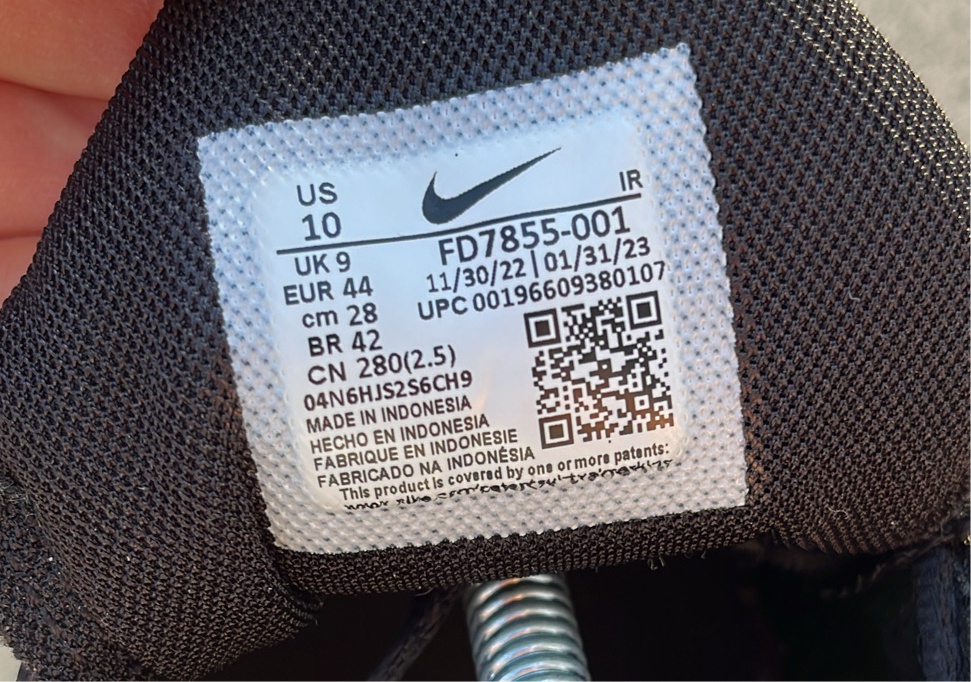 US
10
IR
UK 9
EUR 44
cm 28
BR 42
CN 280(2.5)
FD7855-001
11/30/22 | 01/31/23
UPC 00196609380107
04N6HJS2S6CH9
MADE IN INDONESIA
HECHO EN INDONESIA
FABRIQUE EN INDONESIE
FABRICADO NA INDONÉSIA
This product is covered by one or more patents: